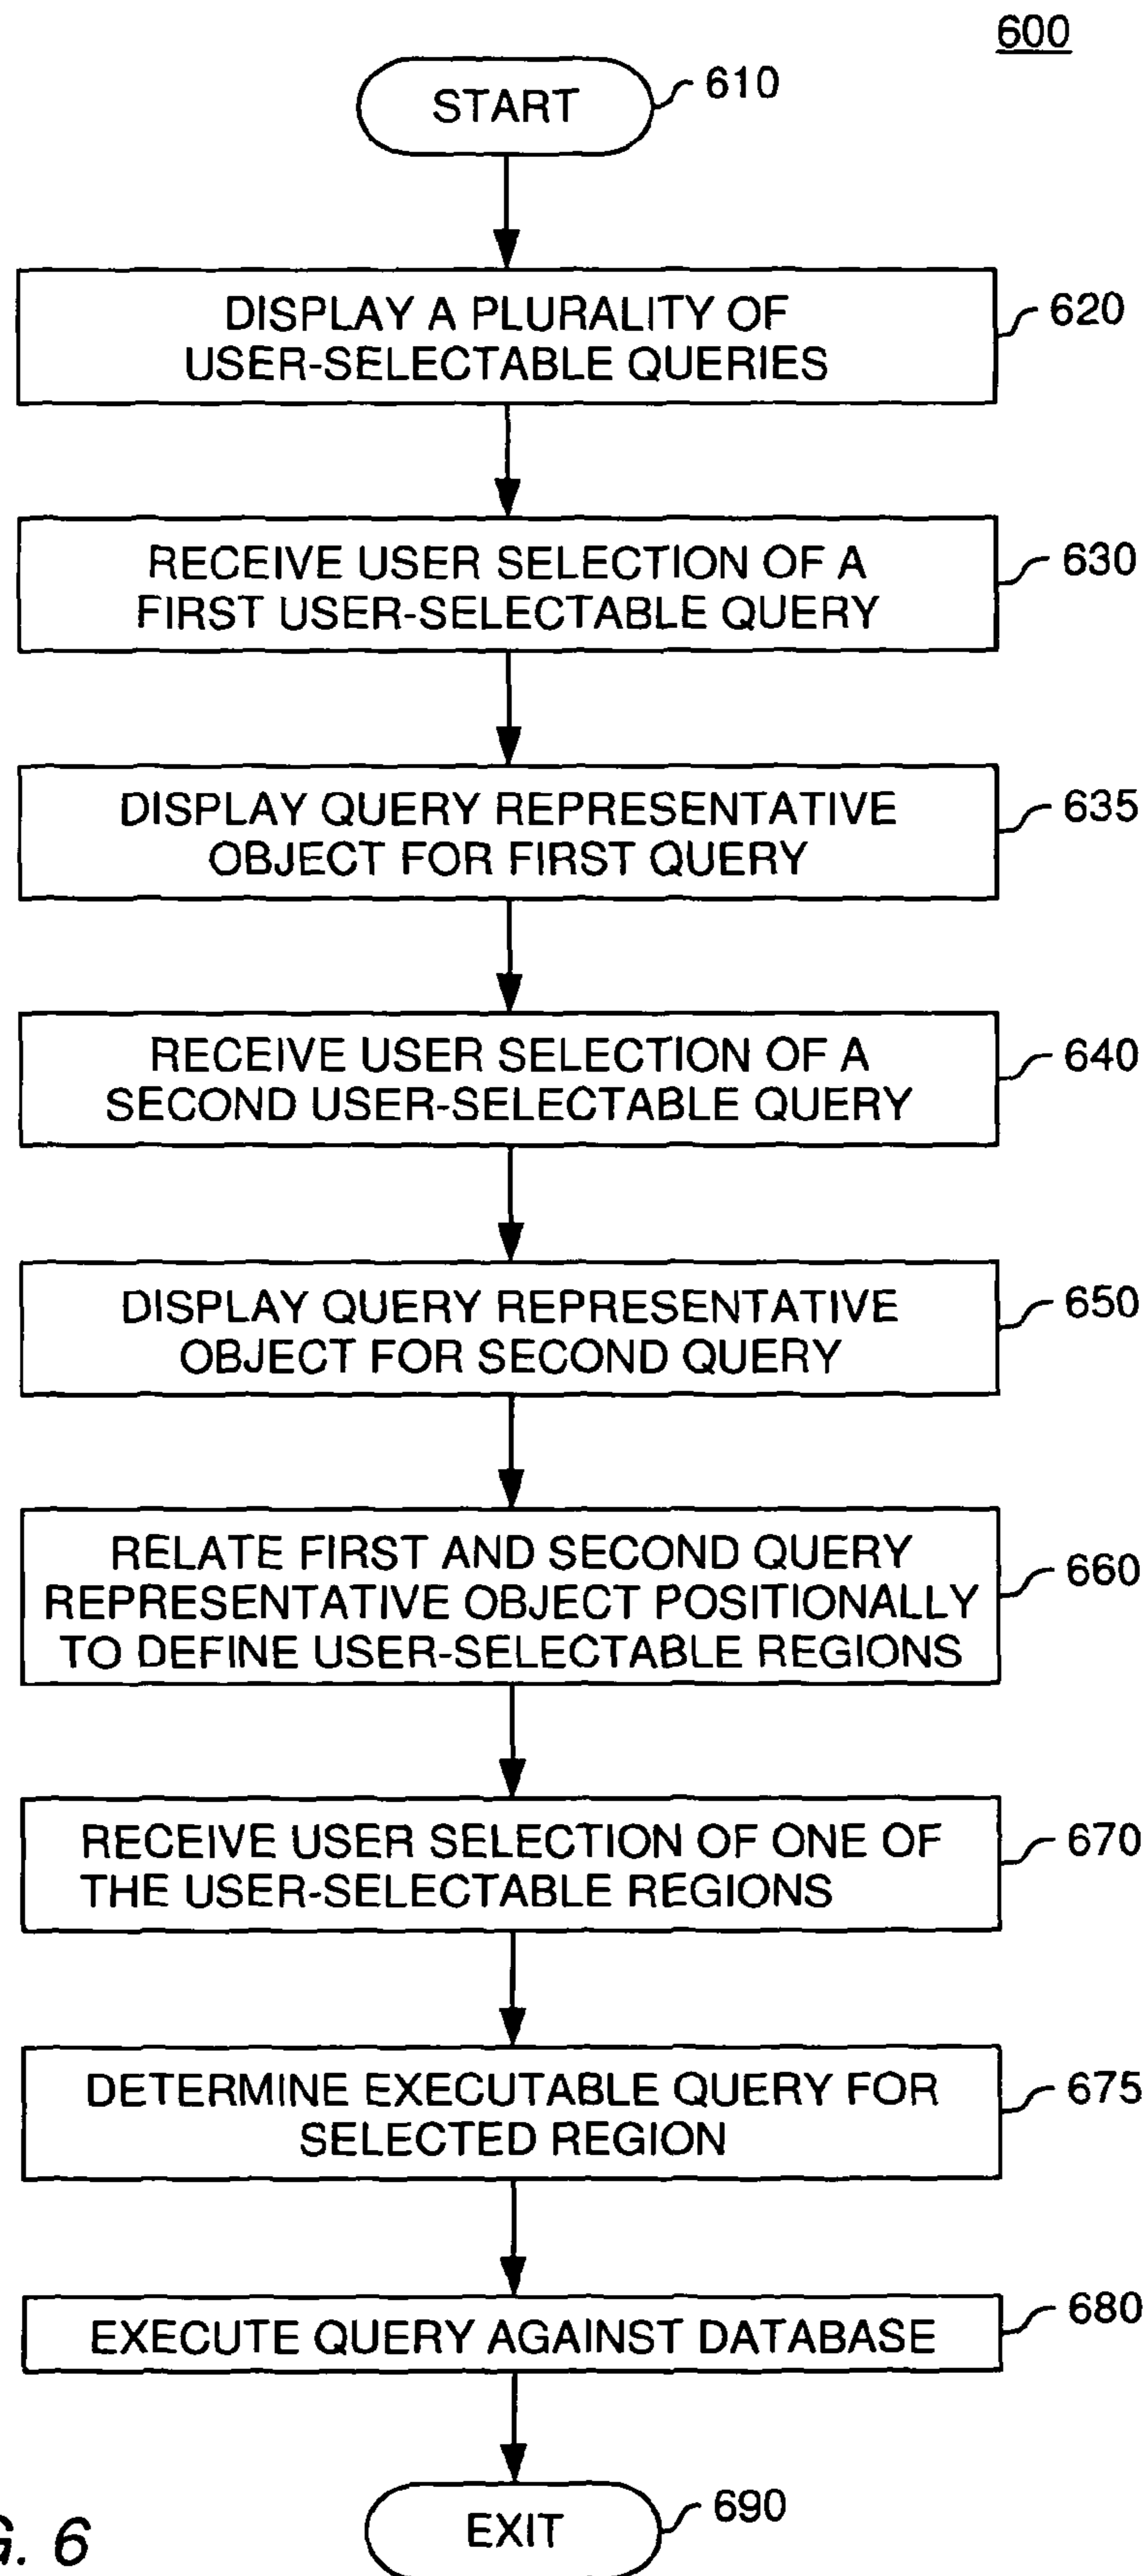 600
START
610
DISPLAY A PLURALITY OF
USER-SELECTABLE QUERIES
620
RECEIVE USER SELECTION OF A
FIRST USER-SELECTABLE QUERY
630
DISPLAY QUERY REPRESENTATIVE
OBJECT FOR FIRST QUERY
635
RECEIVE USER SELECTION OF A
SECOND USER-SELECTABLE QUERY
640
DISPLAY QUERY REPRESENTATIVE
OBJECT FOR SECOND QUERY
650
RELATE FIRST AND SECOND QUERY
REPRESENTATIVE OBJECT POSITIONALLY
TO DEFINE USER-SELECTABLE REGIONS
660
RECEIVE USER SELECTION OF ONE OF
THE USER-SELECTABLE REGIONS
670
DETERMINE EXECUTABLE QUERY FOR
SELECTED REGION
675
EXECUTE QUERY AGAINST DATABASE
680
EXIT
690
G. 6